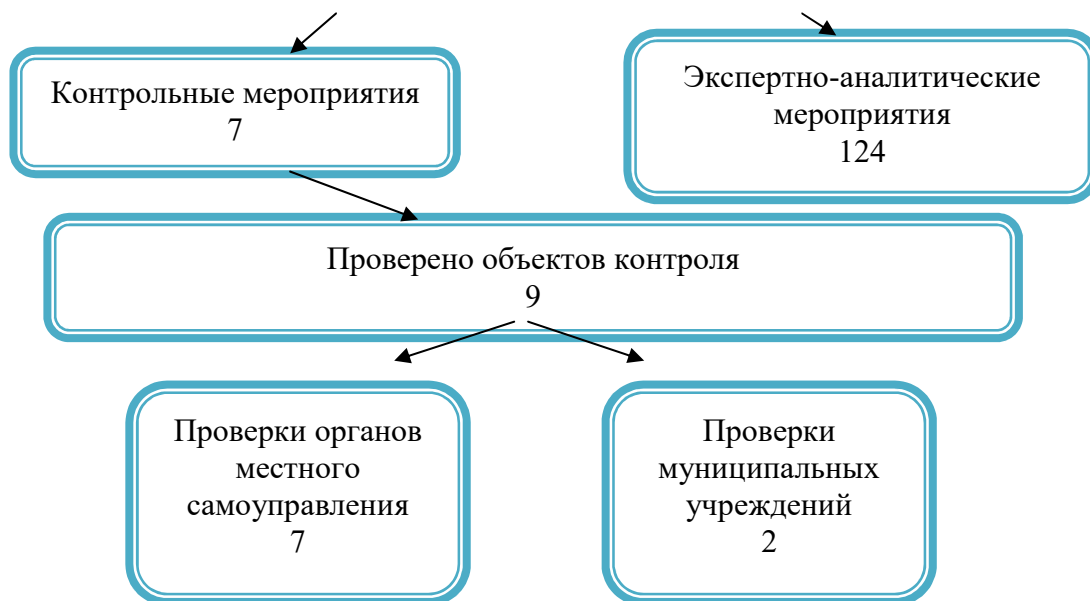 Контрольные мероприятия
7
Экспертно-аналитические
мероприятия
124
Проверено объектов контроля
9
Проверки органов
местного
самоуправления
7
Проверки
муниципальных
учреждений
2